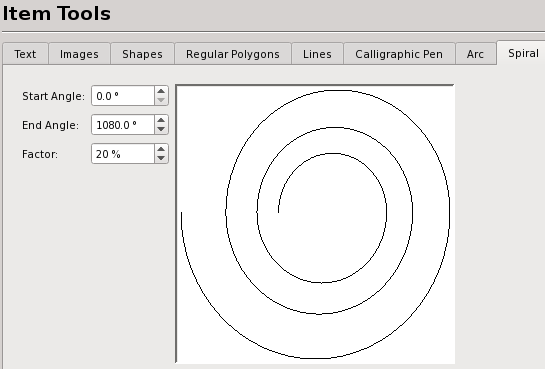 Item Tools
Text Images Shapes Regular Polygons Lines Calligraphic Pen Arc Spiral
Start Angle: 0.0 °
End Angle: 1080.0 °
Factor: 20 %